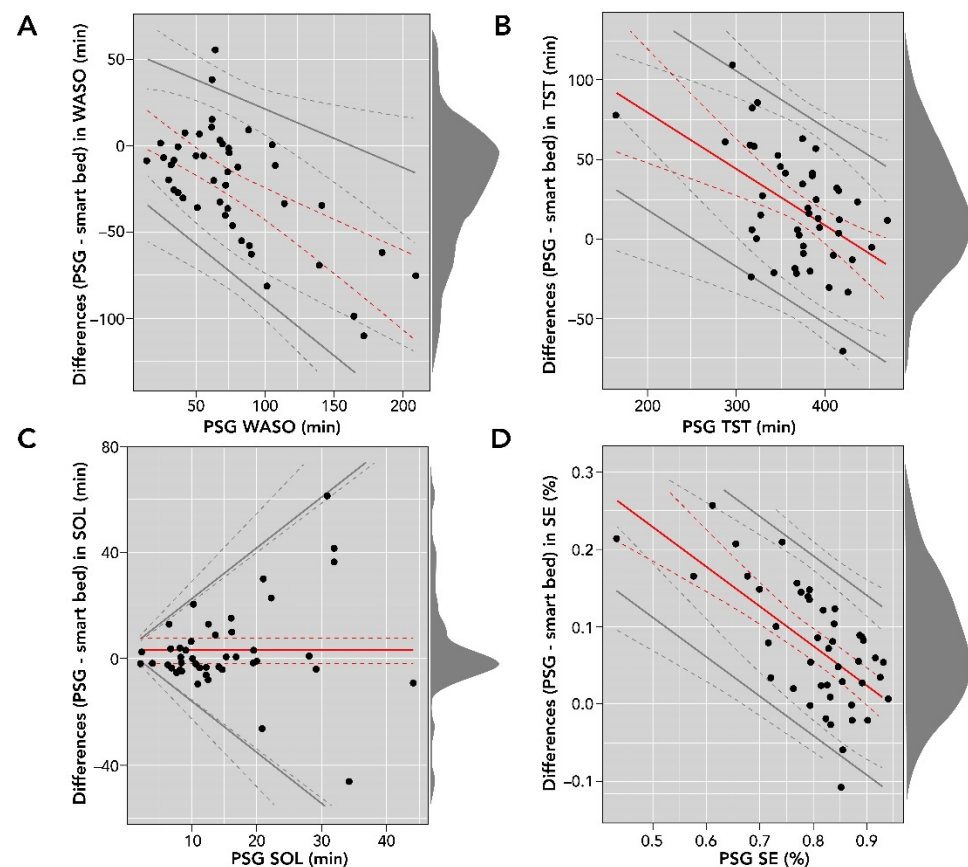 A
Differences (PSG - smart bed) in WASO (min)
50
0
−50
−100
50
100
150
200
PSG WASO (min)
B
Differences (PSG - smart bed) in TST (min)
100
50
0
−50
200
300
400
PSG TST (min)
C
Differences (PSG - smart bed) in SOL (min)
80
40
0
−40
10
20
30
40
PSG SOL (min)
D
Differences (PSG - smart bed) in SE (%)
0.3
0.2
0.1
0.0
−0.1
0.5
0.6
0.7
0.8
0.9
PSG SE (%)